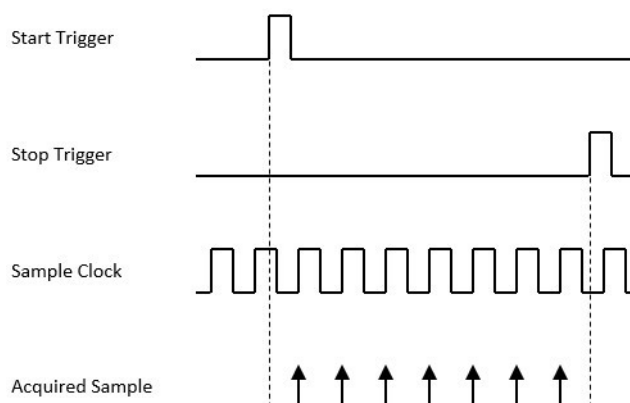 Start Trigger
Stop Trigger
Sample Clock
Acquired Sample